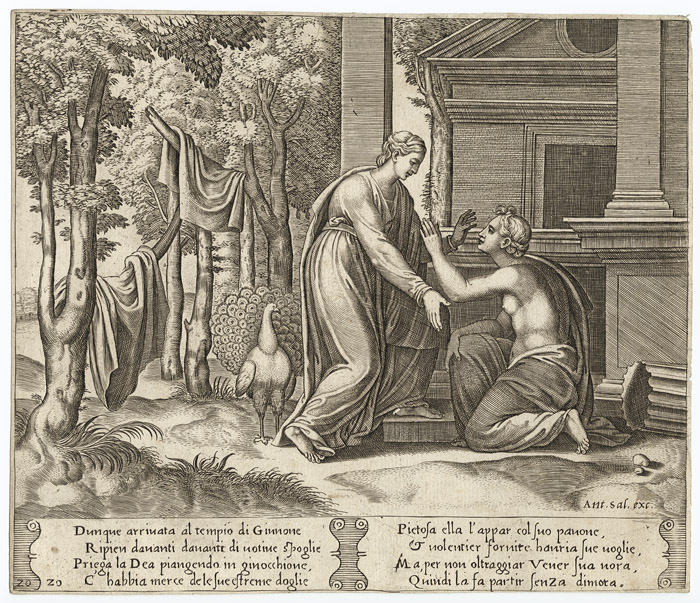 Ant. Sal. exc.
Dunque arriuata al tempio di Giunone
Ripien dauanti dauante di uotiue spoglie
Priega la Dea piangendo in ginocchione,
C'habbia merce de le sue estreme doglie
Pietosa ella l'appar col suo pauone,
& uolentier fornite hauria sue uoglie,
Ma, per non oltraggiar Vener sua nora,
Quindi la fa partir senza dimora.
20 20